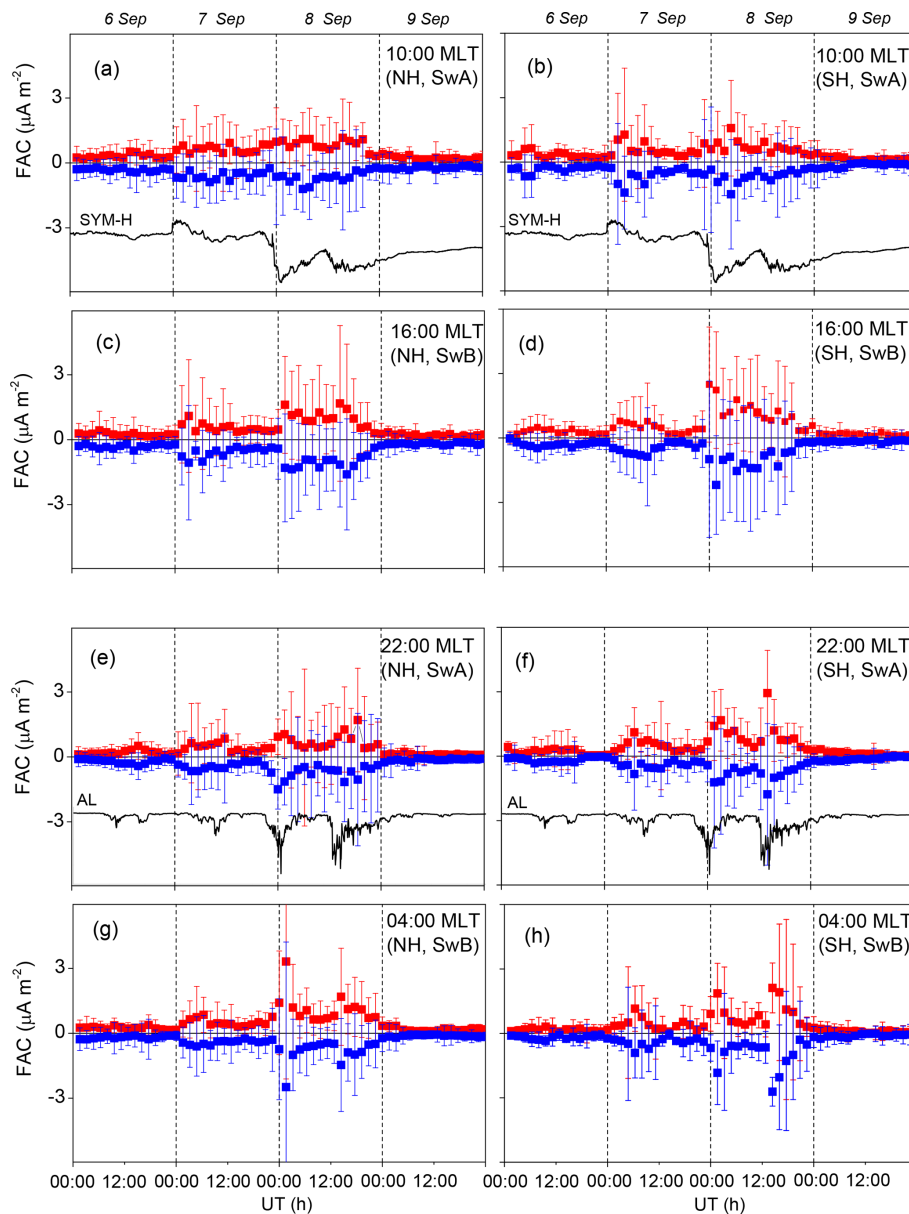 6 Sep 7 Sep 8 Sep 9 Sep 6 Sep 7 Sep 8 Sep 9 Sep
(a) 10:00 MLT (b) 10:00 MLT
(NH, SwA) (SH, SwA)
FAC (µA m⁻²)
3
0
-3
SYM-H SYM-H
(c) 16:00 MLT (d) 16:00 MLT
(NH, SwB) (SH, SwB)
FAC (µA m⁻²)
3
0
-3
(e) 22:00 MLT (f) 22:00 MLT
(NH, SwA) (SH, SwA)
FAC (µA m⁻²)
3
0
-3
AL AL
(g) 04:00 MLT (h) 04:00 MLT
(NH, SwB) (SH, SwB)
FAC (µA m⁻²)
3
0
-3
00:00 12:00 00:00 12:00 00:00 12:00 00:00 12:00 00:00 12:00 00:00 12:00 00:00 12:00 00:00 12:00
UT (h) UT (h)